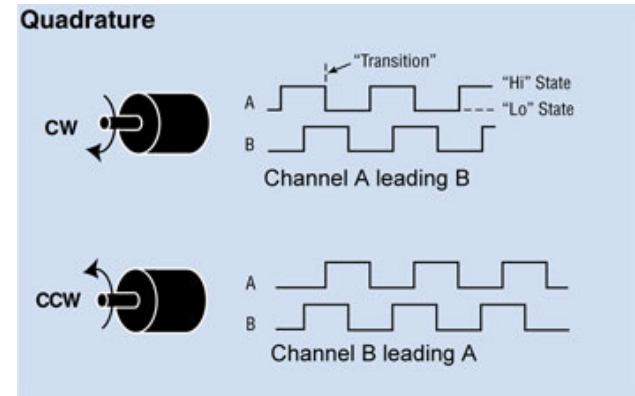 Quadrature
"Transition"
"Hi" State
A
"Lo" State
CW
B
Channel A leading B
A
CCW
B
Channel B leading A